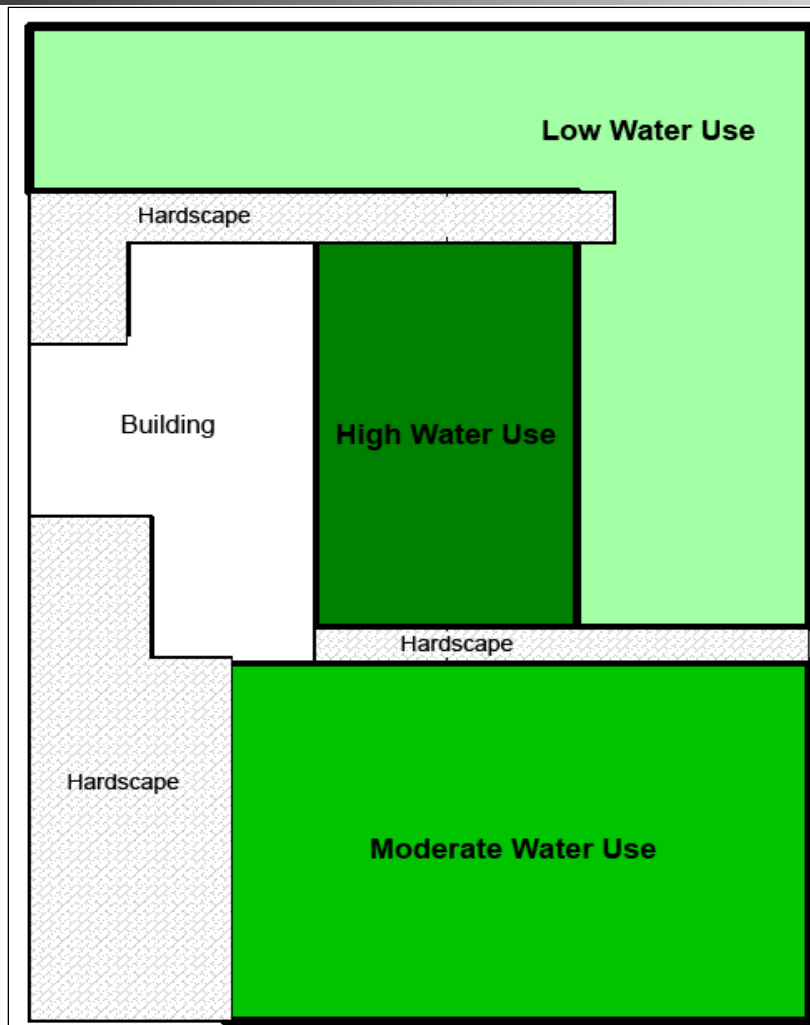 Low Water Use
Hardscape
Building
High Water Use
Hardscape
Hardscape
Moderate Water Use